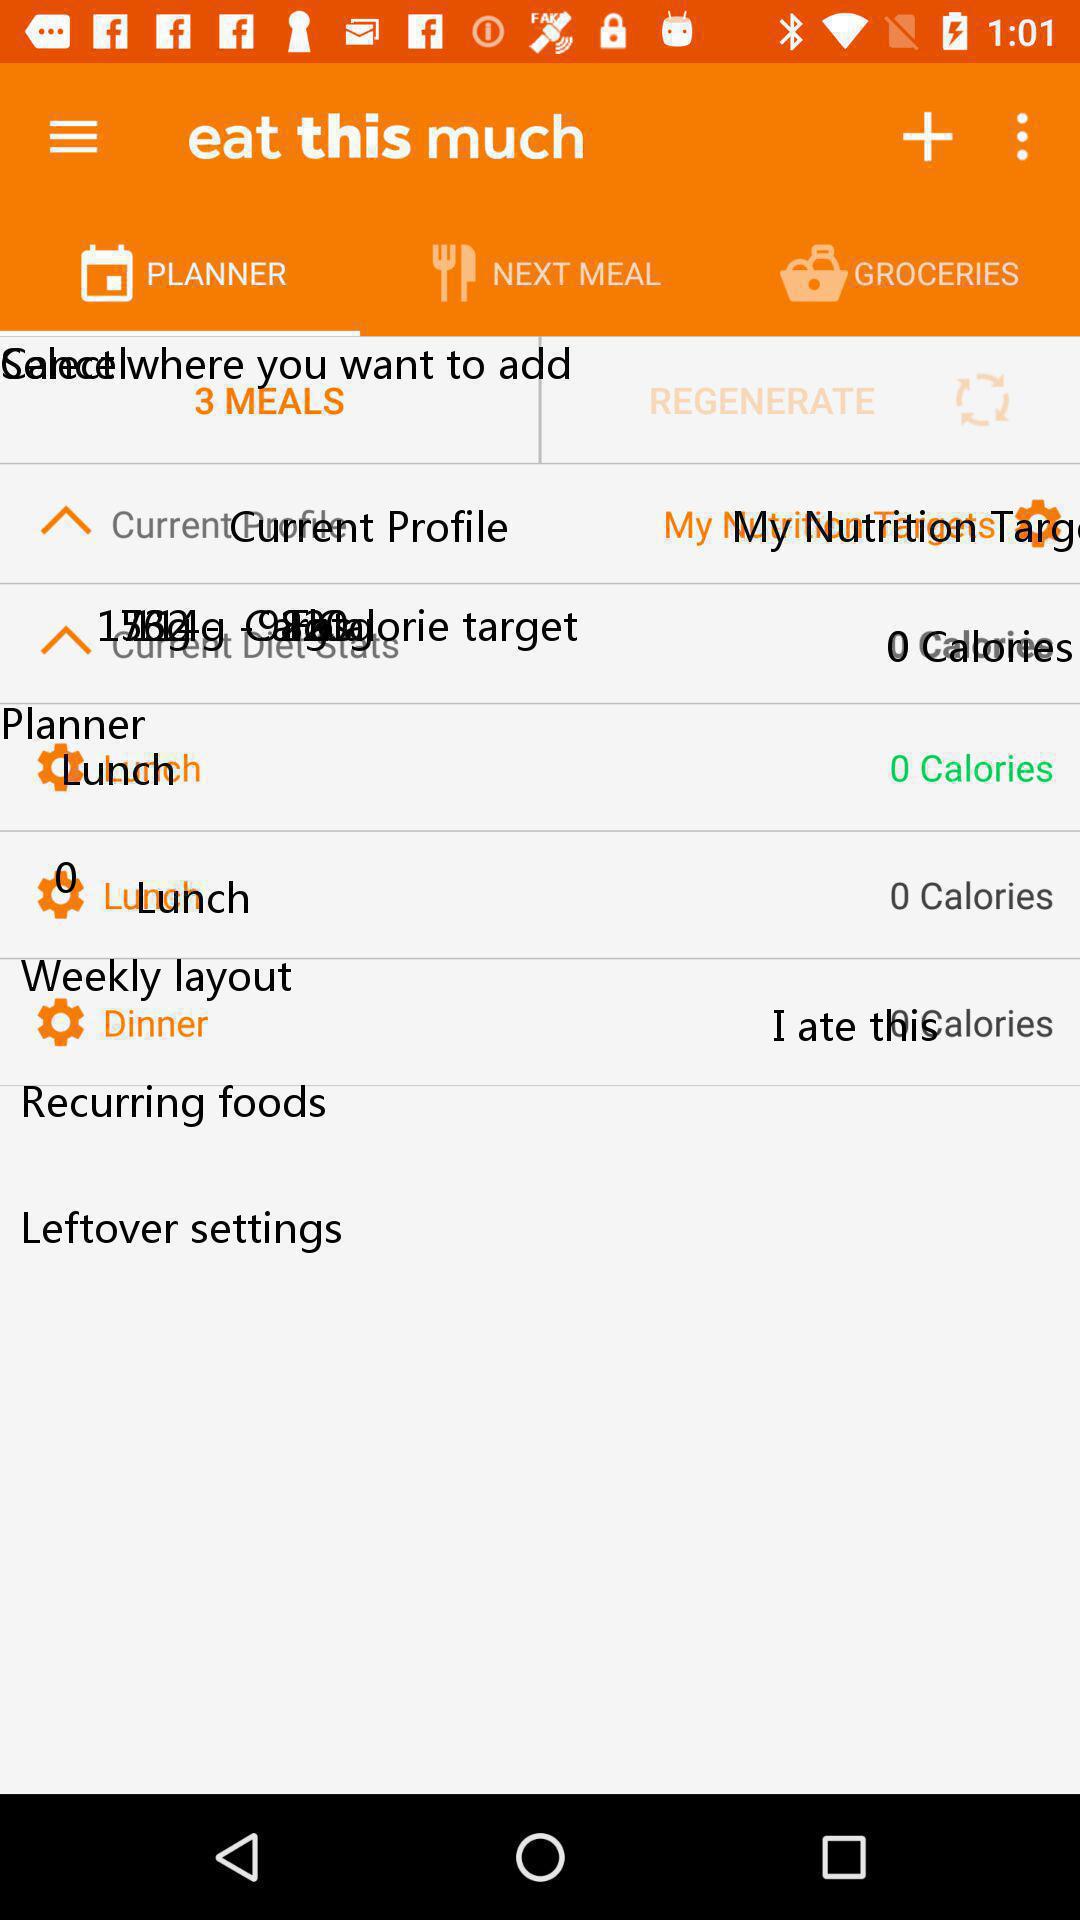 FAKE
1:01
eat this much
PLANNER
NEXT MEAL
GROCERIES
Cancel
Select where you want to add
3 MEALS
REGENERATE
Current Profile
Current Profile
My Nutrition Targets
My Nutrition Targe
Calorie target
Current Diet Stats
0 Calories
0 Calories
Planner
Lunch
Lunch
0 Calories
0
Lunch
Lunch
0 Calories
Weekly layout
Dinner
I ate this
0 Calories
Recurring foods
Leftover settings